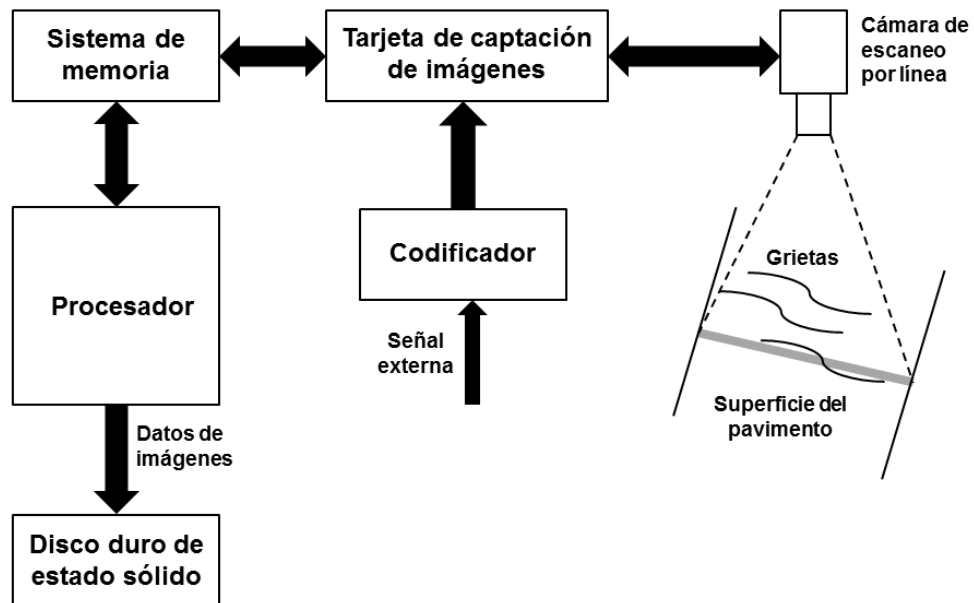 Sistema de
memoria
Tarjeta de captación
de imágenes
Cámara de
escaneo
por línea
Procesador
Codificador
Grietas
Señal
externa
Superficie del
pavimento
Datos de
imágenes
Disco duro de
estado sólido